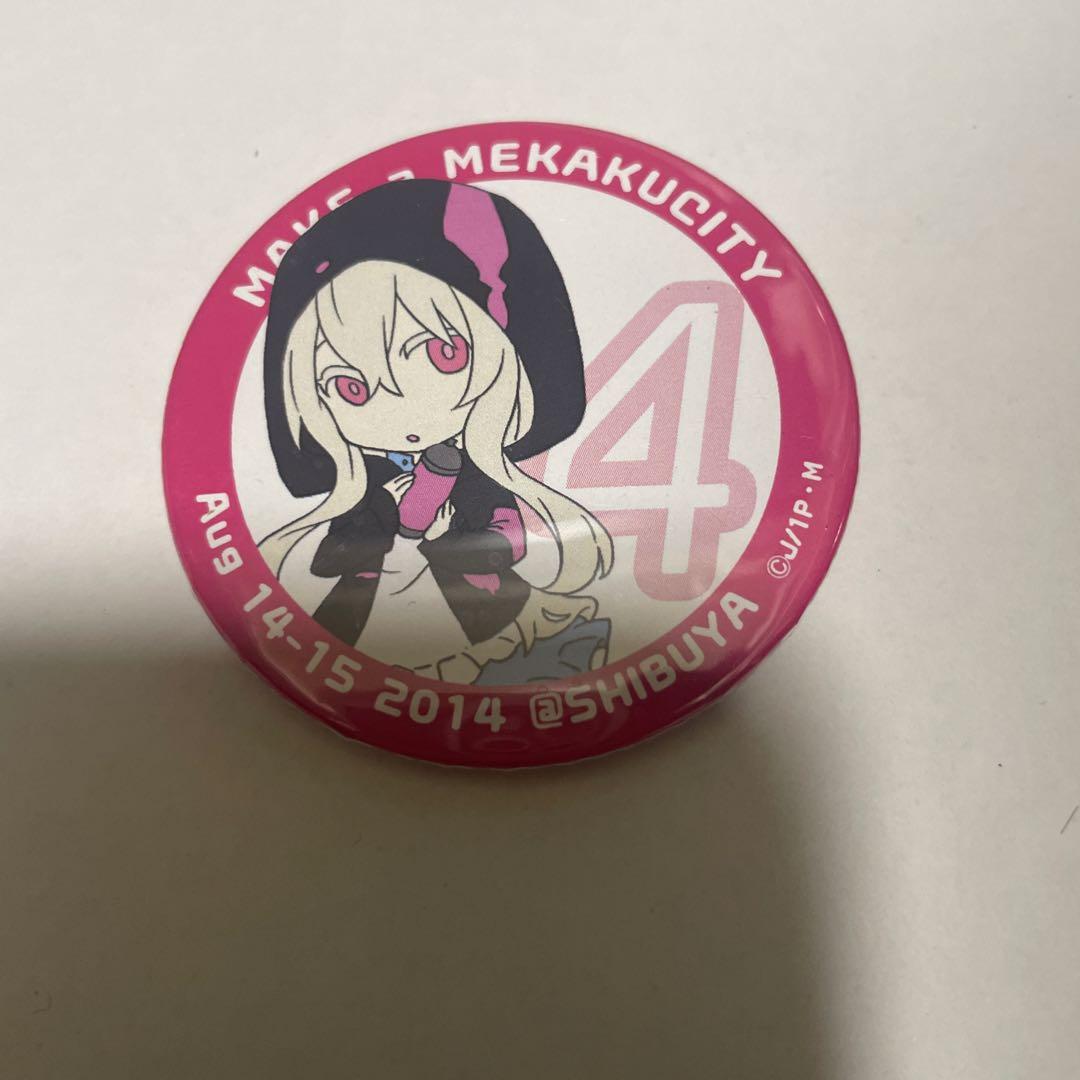 MAKE a MEKAKUCITY
4
Aug 14-15 2014 @SHIBUYA
©J/1P・M